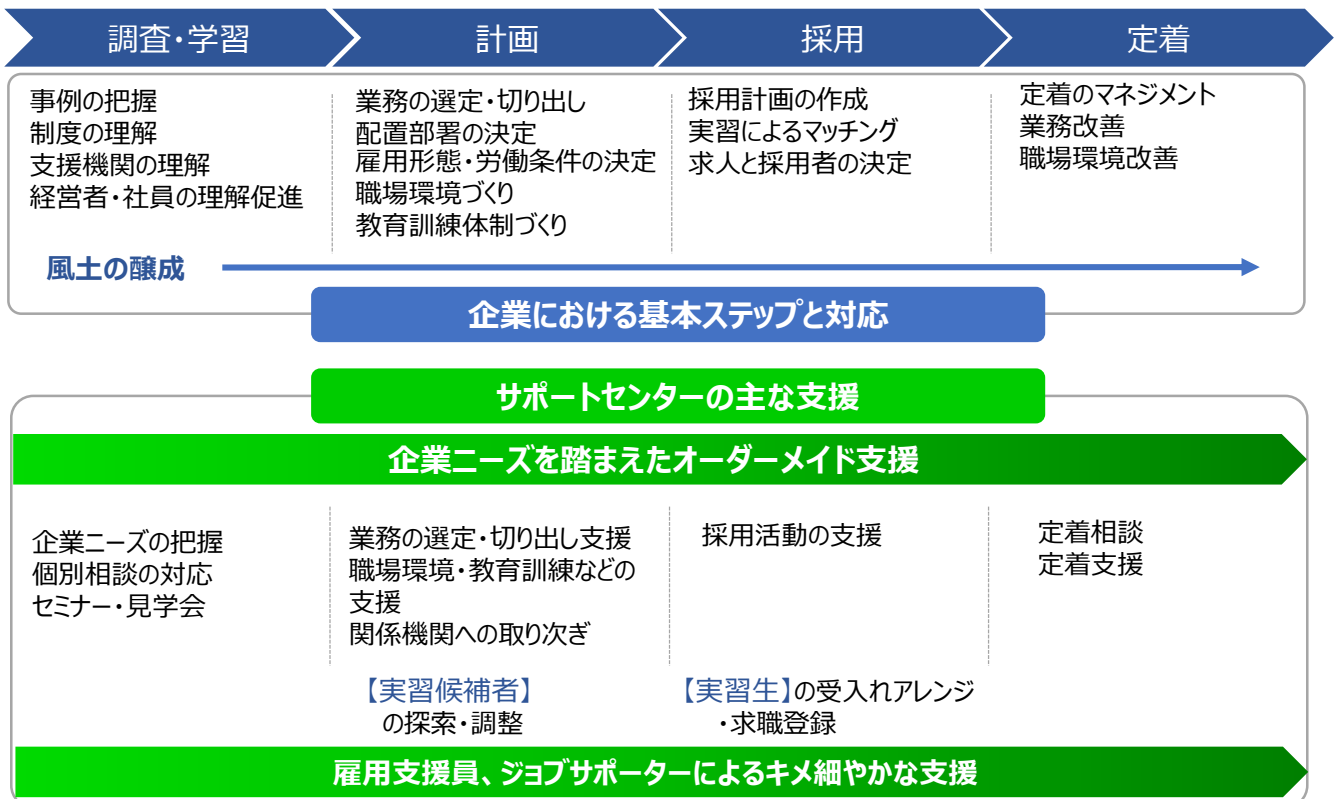 調査・学習
計画
採用
定着
事例の把握
制度の理解
支援機関の理解
経営者・社員の理解促進
業務の選定・切り出し
配置部署の決定
雇用形態・労働条件の決定
職場環境づくり
教育訓練体制づくり
採用計画の作成
実習によるマッチング
求人と採用者の決定
定着のマネジメント
業務改善
職場環境改善
風土の醸成
企業における基本ステップと対応
サポートセンターの主な支援
企業ニーズを踏まえたオーダーメイド支援
企業ニーズの把握
個別相談の対応
セミナー・見学会
業務の選定・切り出し支援
職場環境・教育訓練などの
支援
関係機関への取り次ぎ
【実習候補者】
の探索・調整
採用活動の支援
【実習生】の受入れアレンジ
・求職登録
定着相談
定着支援
雇用支援員、ジョブサポーターによるキメ細やかな支援